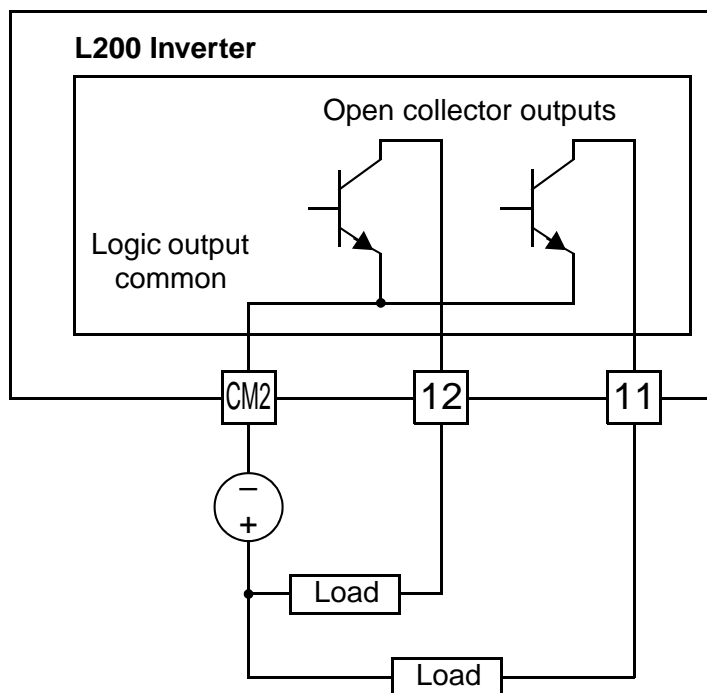 L200 Inverter
Open collector outputs
Logic output
common
CM2
12
11
–
+
Load
Load